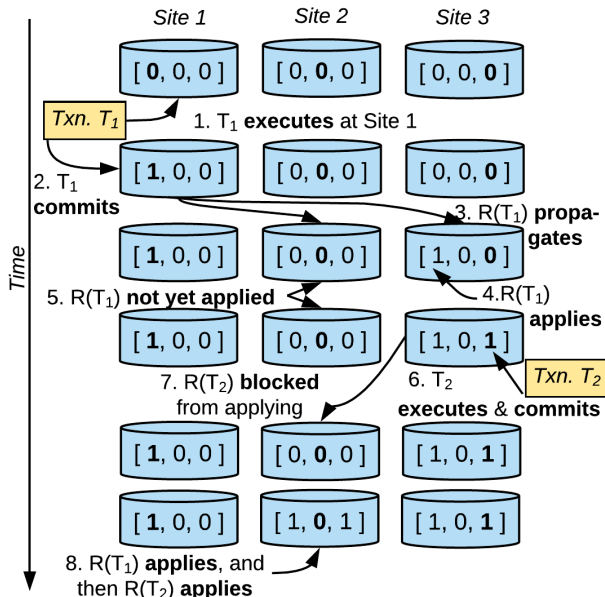 Site 1 Site 2 Site 3
[ 0, 0, 0 ] [ 0, 0, 0 ] [ 0, 0, 0 ]
Txn. T1
1. T1 executes at Site 1
[ 1, 0, 0 ] [ 0, 0, 0 ] [ 0, 0, 0 ]
2. T1
commits
3. R(T1) propa-
gates
[ 1, 0, 0 ] [ 0, 0, 0 ] [ 1, 0, 0 ]
5. R(T1) not yet applied
4.R(T1)
applies
[ 1, 0, 0 ] [ 0, 0, 0 ] [ 1, 0, 1 ]
7. R(T2) blocked
from applying
6. T2
executes & commits
Txn. T2
[ 1, 0, 0 ] [ 0, 0, 0 ] [ 1, 0, 1 ]
[ 1, 0, 0 ] [ 1, 0, 1 ] [ 1, 0, 1 ]
8. R(T1) applies, and
then R(T2) applies
Time